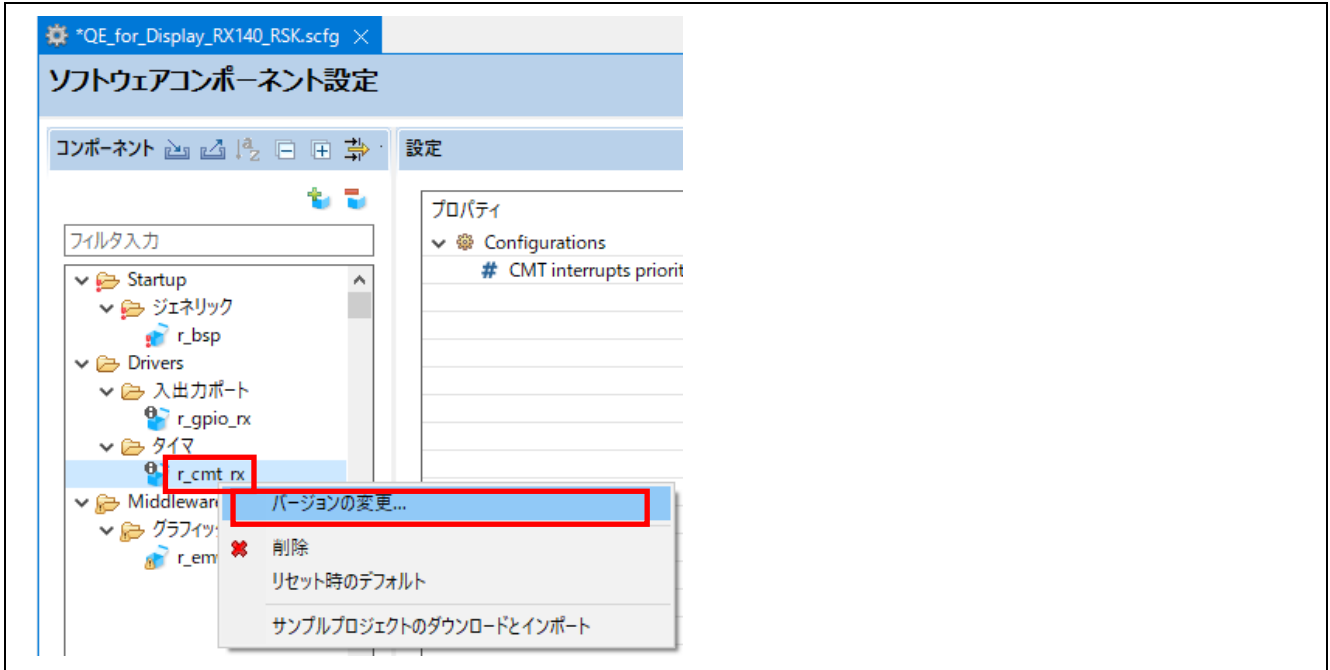 *QE_for_Display_RX140_RSK.scfg
ソフトウェアコンポーネント設定
コンポーネント
設定
フィルタ入力
プロパティ
Configurations
CMT interrupts priorit
Startup
ジェネリック
r_bsp
Drivers
入出力ポート
r_gpio_rx
タイマ
r_cmt_rx
Middlewar
グラフィッ
r_em
バージョンの変更...
削除
リセット時のデフォルト
サンプルプロジェクトのダウンロードとインポート